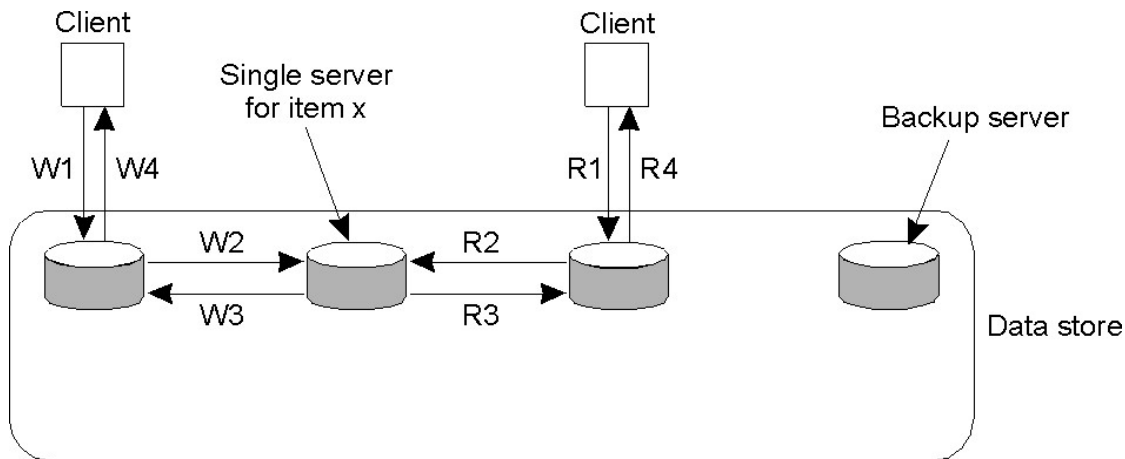 Client
Client
Single server
for item x
Backup server
W1
W4
R1
R4
W2
R2
W3
R3
Data store